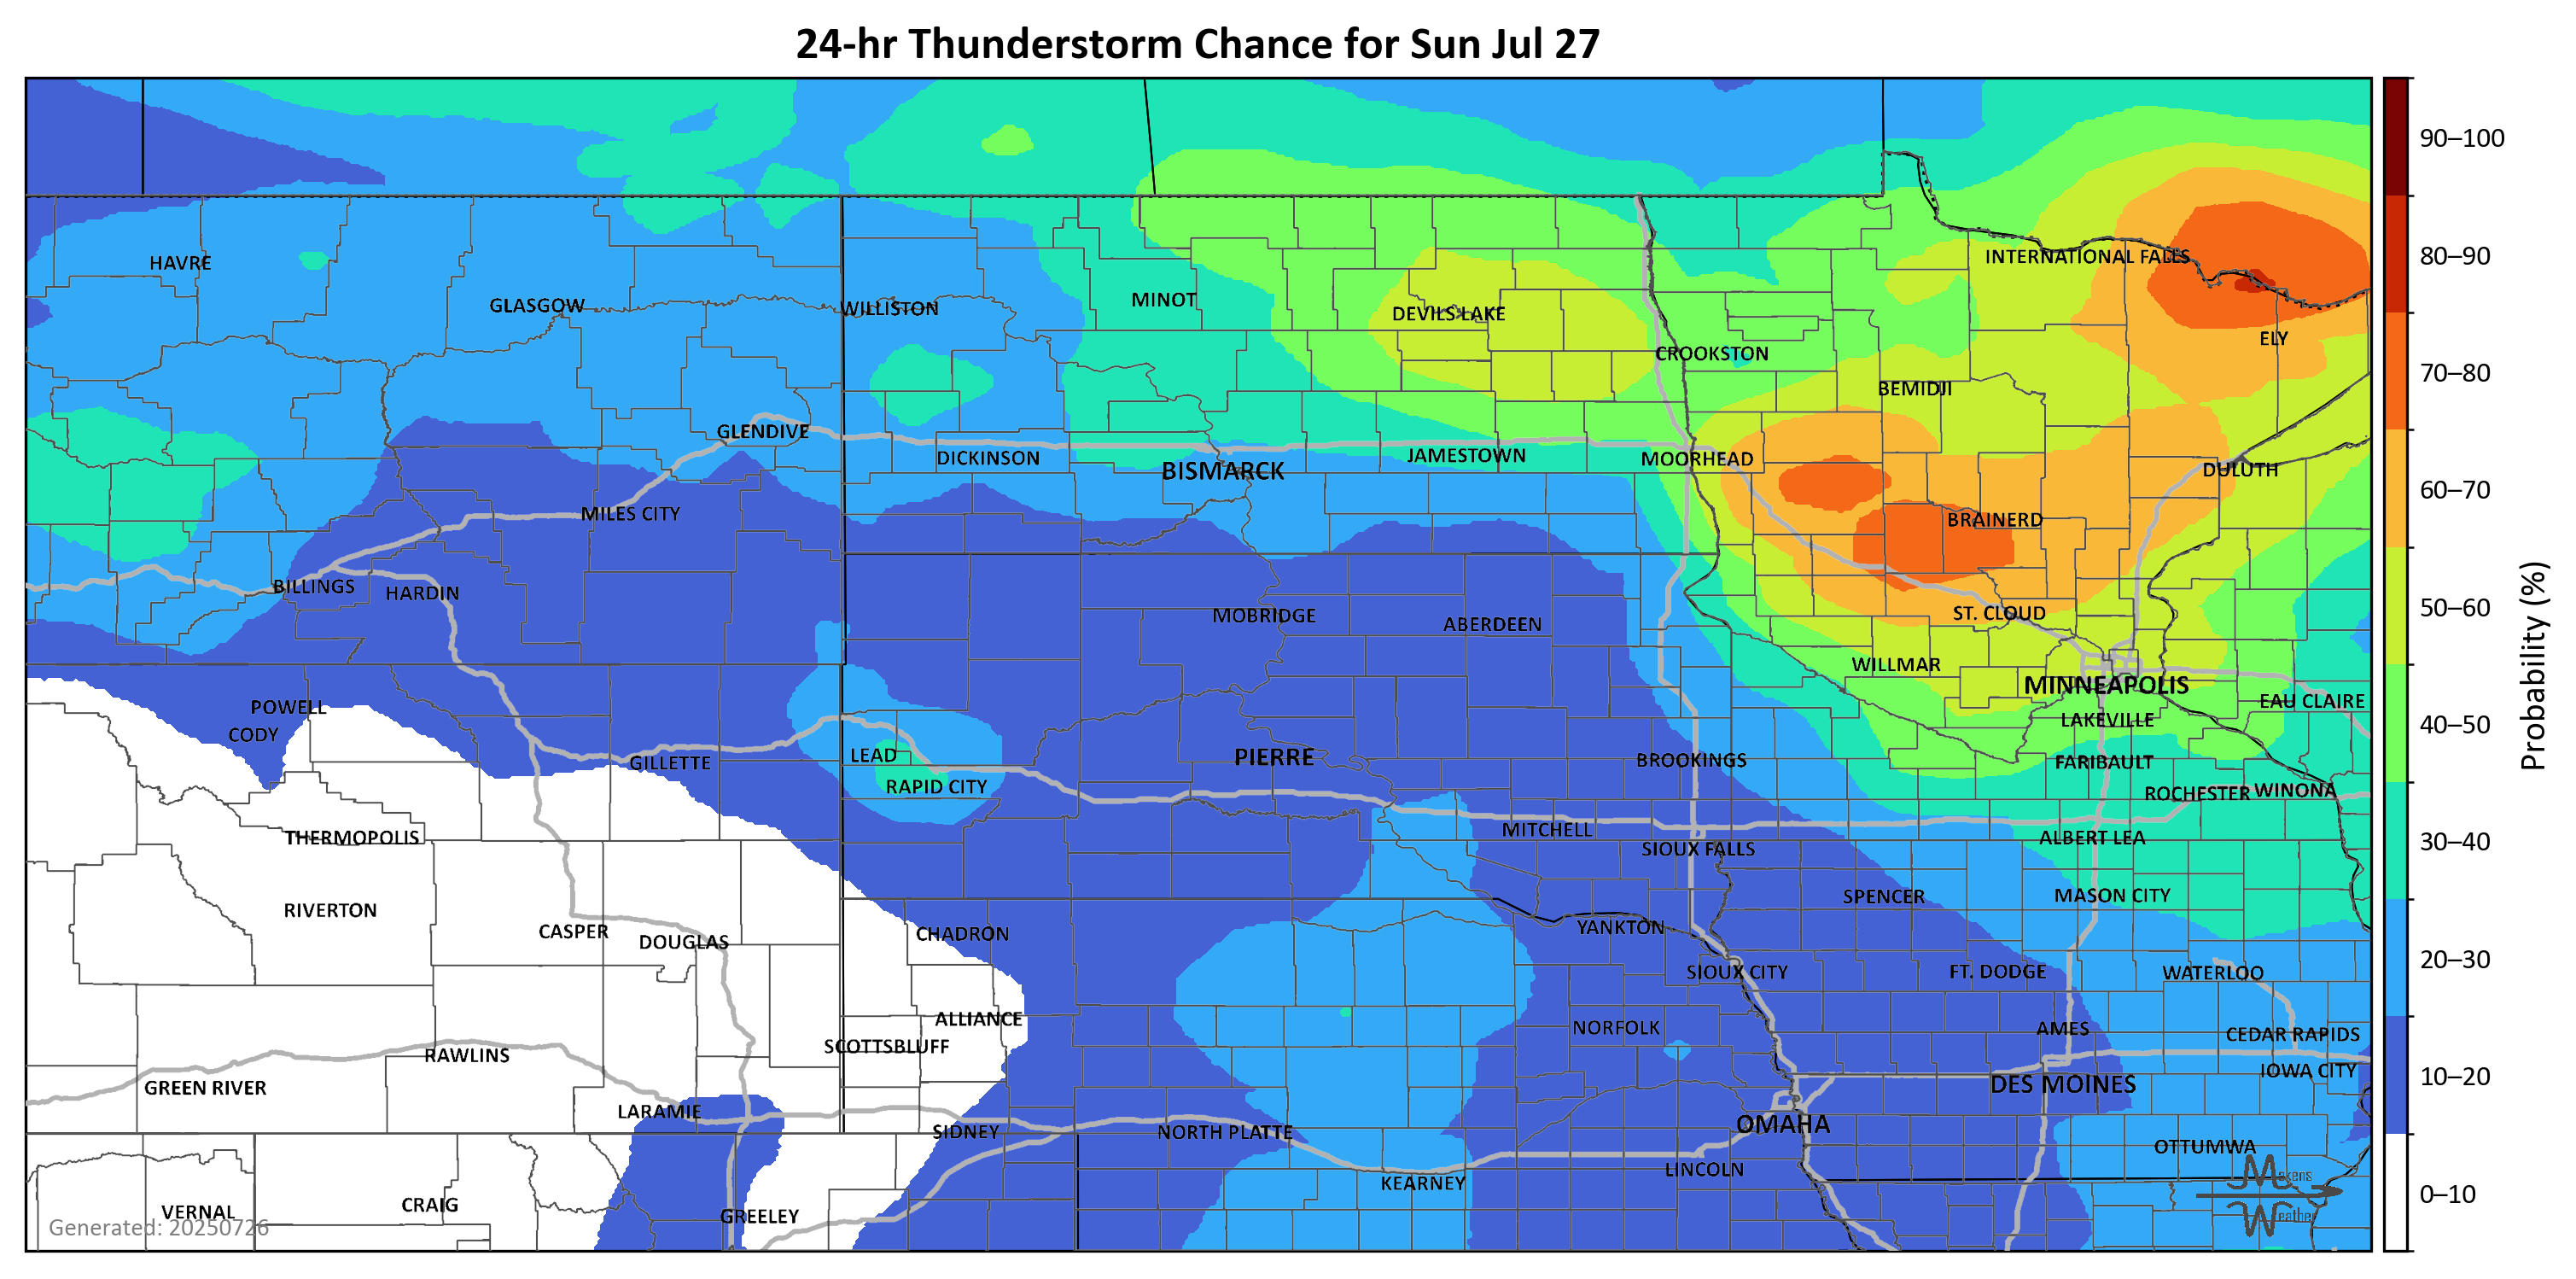 24-hr Thunderstorm Chance for Sun Jul 27
90–100
80–90
70–80
60–70
50–60
40–50
30–40
20–30
10–20
0–10
Probability (%)
HAVRE
GLASGOW
WILLISTON
MINOT
DEVILS LAKE
INTERNATIONAL FALLS
ELY
CROOKSTON
BEMIDJI
GLENDIVE
DICKINSON
BISMARCK
JAMESTOWN
MOORHEAD
DULUTH
MILES CITY
BRAINERD
BILLINGS
HARDIN
MOBRIDGE
ABERDEEN
ST. CLOUD
WILLMAR
MINNEAPOLIS
POWELL
EAU CLAIRE
CODY
LAKEVILLE
GILLETTE
LEAD
RAPID CITY
PIERRE
BROOKINGS
FARIBAULT
ROCHESTER
WINONA
THERMOPOLIS
MITCHELL
SIOUX FALLS
ALBERT LEA
RIVERTON
CASPER
DOUGLAS
CHADRON
YANKTON
SPENCER
MASON CITY
SIOUX CITY
FT. DODGE
WATERLOO
ALLIANCE
SCOTTSBLUFF
NORFOLK
AMES
CEDAR RAPIDS
RAWLINS
GREEN RIVER
DES MOINES
IOWA CITY
LARAMIE
SIDNEY
NORTH PLATTE
OMAHA
OTTUMWA
LINCOLN
KEARNEY
VERNAL
CRAIG
GREELEY
Makens
Weather
Generated: 20250726